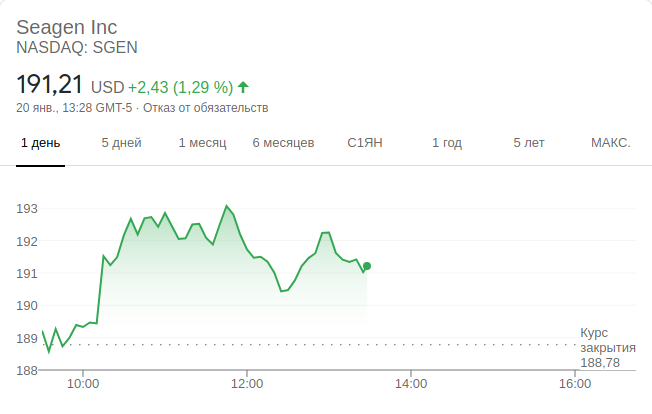 Seagen Inc
NASDAQ: SGEN
191,21 USD +2,43 (1,29 %)
20 янв., 13:28 GMT-5 · Отказ от обязательств
1 день 5 дней 1 месяц 6 месяцев С1ЯН 1 год 5 лет МАКС.
193
192
191
190
189
188
Курс
закрытия
188,78
10:00 12:00 14:00 16:00